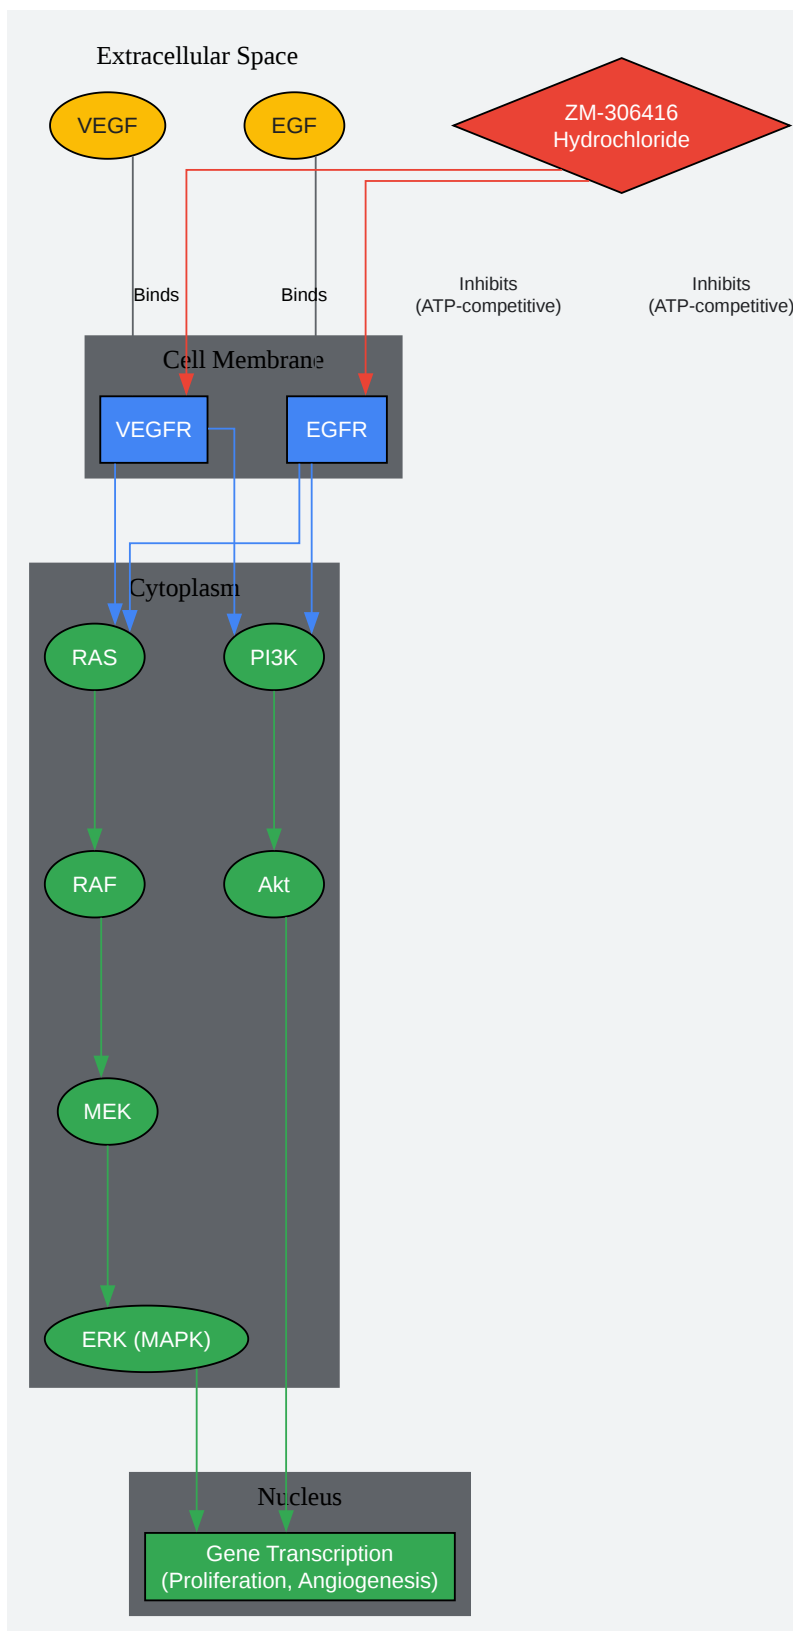 Extracellular Space
VEGF
EGF
ZM-306416
Hydrochloride
Binds
Binds
Inhibits
(ATP-competitive)
Inhibits
(ATP-competitive)
Cell Membrane
VEGFR
EGFR
Cytoplasm
RAS
PI3K
RAF
Akt
MEK
ERK (MAPK)
Nucleus
Gene Transcription
(Proliferation, Angiogenesis)